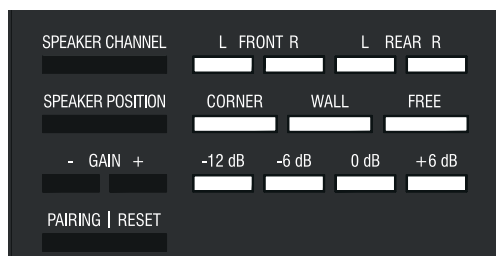 SPEAKER CHANNEL L FRONT R L REAR R
SPEAKER POSITION CORNER WALL FREE
- GAIN + -12 dB -6 dB 0 dB +6 dB
PAIRING | RESET